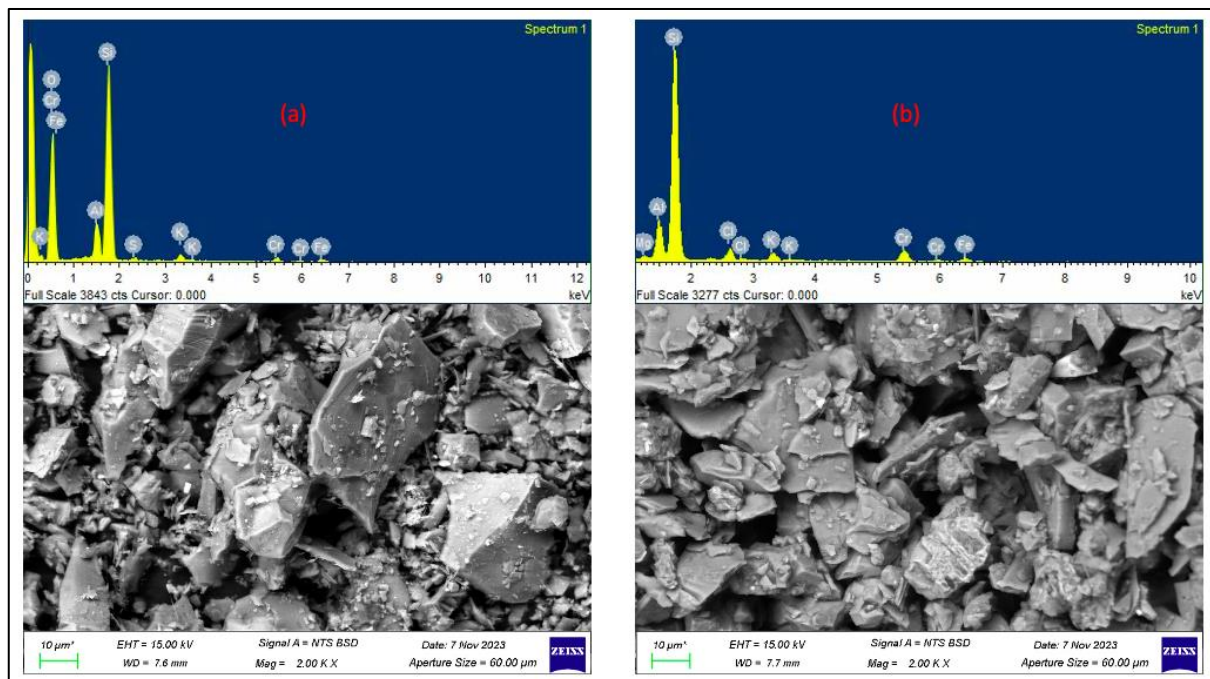 Spectrum 1
O
Si
Cr
(a)
Fe
Al
K
S
K
K
Cr
Cr
Fe
0 1 2 3 4 5 6 7 8 9 10 11 12
Full Scale 3843 cts Cursor: 0.000 keV
10 µm* EHT = 15.00 kV Signal A = NTS BSD Date: 7 Nov 2023
WD = 7.6 mm Mag = 2.00 K X Aperture Size = 60.00 µm
ZEISS
Spectrum 1
Si
(b)
Al
Mg
Cl
Cl
K
K
Cr
Cr
Fe
2 3 4 5 6 7 8 9 10
Full Scale 3277 cts Cursor: 0.000 keV
10 µm* EHT = 15.00 kV Signal A = NTS BSD Date: 7 Nov 2023
WD = 7.7 mm Mag = 2.00 K X Aperture Size = 60.00 µm
ZEISS